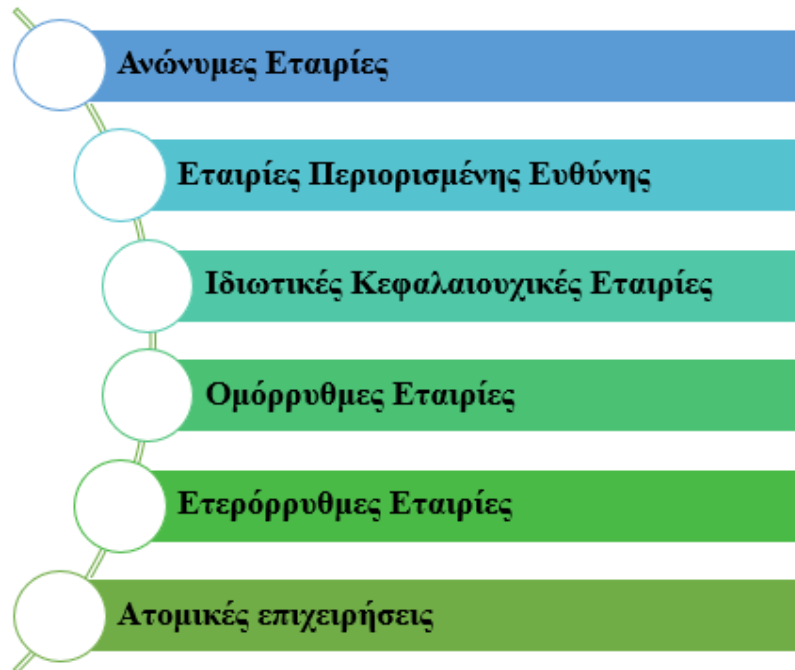 Ανώνυμες Εταιρίες
Εταιρίες Περιορισμένης Ευθύνης
Ιδιωτικές Κεφαλαιουχικές Εταιρίες
Ομόρρυθμες Εταιρίες
Ετερόρρυθμες Εταιρίες
Ατομικές επιχειρήσεις